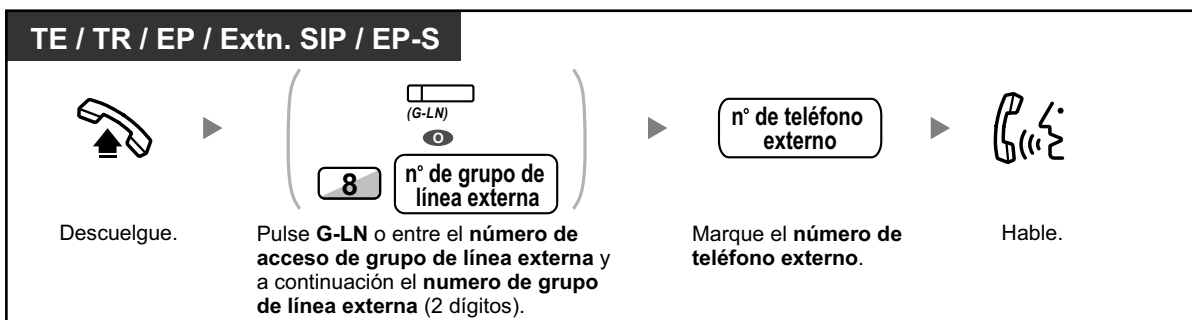 TE / TR / EP / Extn. SIP / EP-S
(G-LN)
O
8
n° de grupo de
línea externa
n° de teléfono
externo
Descuelgue.
Pulse G-LN o entre el número de
acceso de grupo de línea externa y
a continuación el numero de grupo
de línea externa (2 dígitos).
Marque el número de
teléfono externo.
Hable.